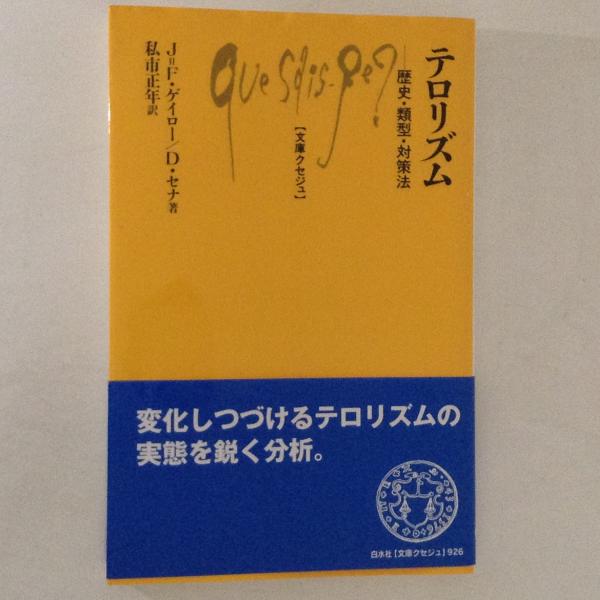 テロリズム
歴史・類型・対策法
Que sais-je?
【文庫クセジュ】
J=F・ゲイロー/D・セナ著
私市正年訳
変化しつづけるテロリズムの
実態を鋭く分析。
白水社【文庫クセジュ】926